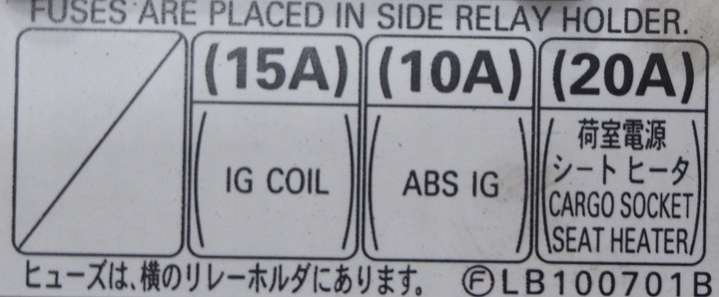 FUSES ARE PLACED IN SIDE RELAY HOLDER.
(15A) (10A) (20A)
IG COIL
ABS IG
荷室電源
シート ヒータ
CARGO SOCKET
SEAT HEATER
ヒューズは、横のリレーホルダにあります。 Ⓕ LB100701B